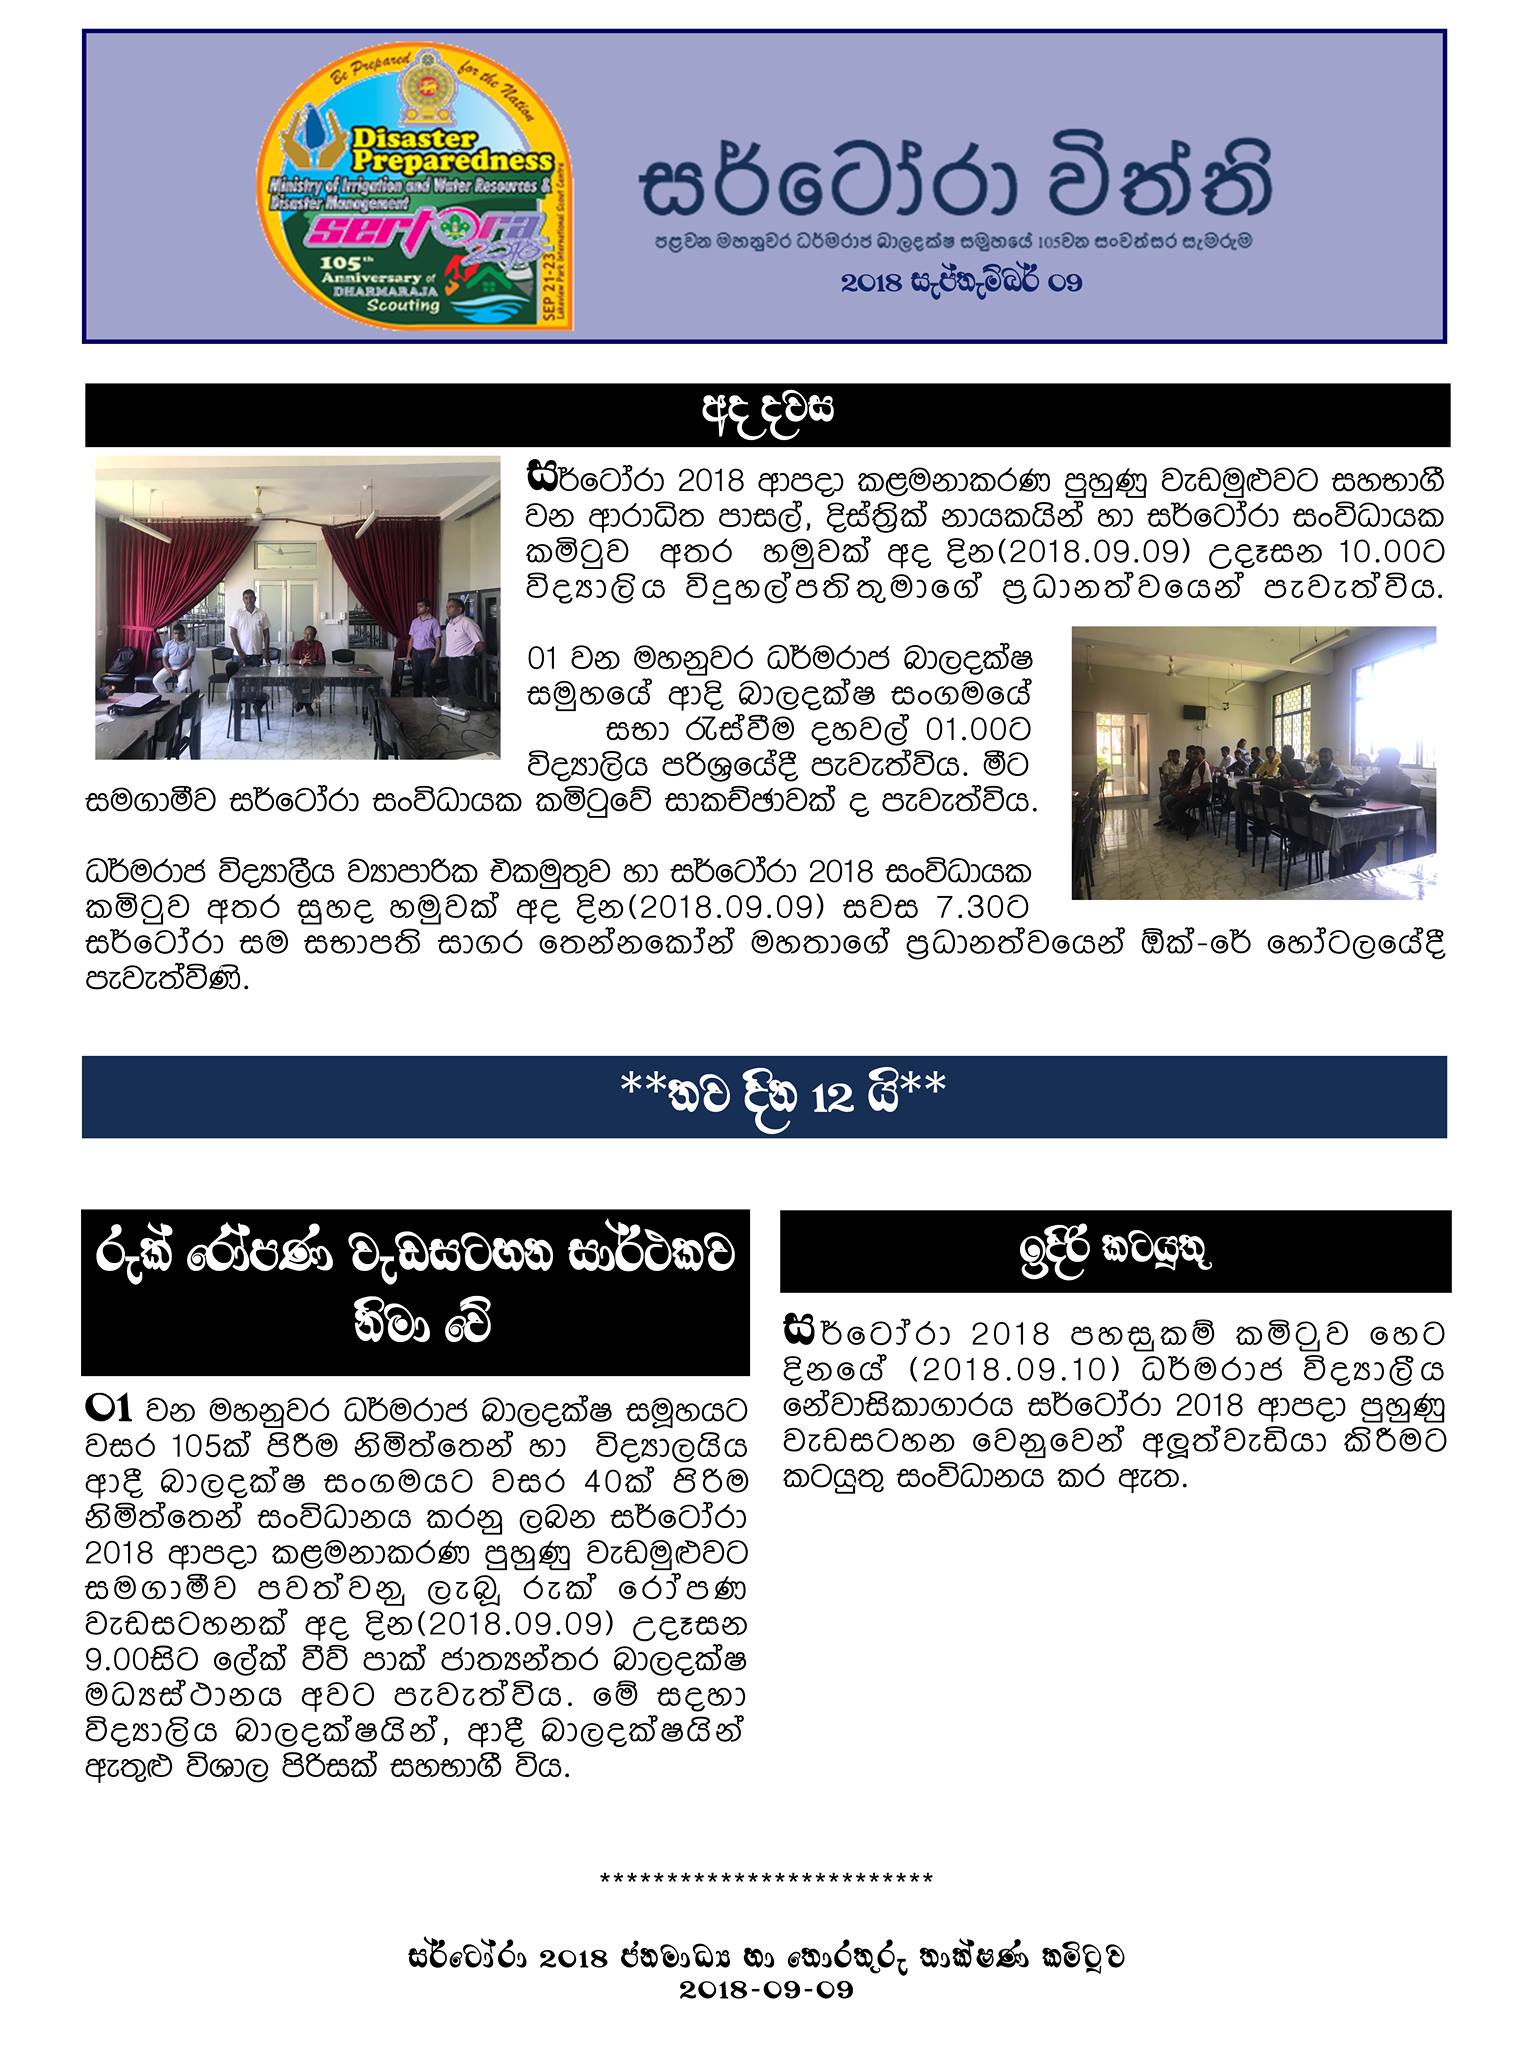 Be Prepared for the Nation
Disaster
Preparedness
Ministry of Irrigation and Water Resources &
Disaster Management
sertora
2018
105th
Anniversary of
DHARMARAJA
Scouting
SEP 21-23
Lakeview Park International Scout Centre
සර්ටෝරා විත්ති
පළවන මහනුවර ධර්මරාජ බාලදක්ෂ සමූහයේ 105වන සංවත්සර සැමරුම
2018 සැප්තැම්බර් 09
අද දවස
සර්ටෝරා 2018 ආපදා කළමනාකරණ පුහුණු වැඩමුළුවට සහභාගී
වන ආරාධිත පාසල්, දිස්ත්‍රික් නායකයින් හා සර්ටෝරා සංවිධායක
කමිටුව අතර හමුවක් අද දින(2018.09.09) උදෑසන 10.00ට
විද්‍යාලිය විදුහල්පතිතුමාගේ ප්‍රධානත්වයෙන් පැවැත්විය.
01 වන මහනුවර ධර්මරාජ බාලදක්ෂ
සමුහයේ ආදි බාලදක්ෂ සංගමයේ
සභා රැස්වීම දහවල් 01.00ට
විද්‍යාලිය පරිශ්‍රයේදී පැවැත්විය. මීට
සමගාමීව සර්ටෝරා සංවිධායක කමිටුවේ සාකච්ඡාවක් ද පැවැත්විය.
ධර්මරාජ විද්‍යාලීය ව්‍යාපාරික එකමුතුව හා සර්ටෝරා 2018 සංවිධායක
කමිටුව අතර සුහද හමුවක් අද දින(2018.09.09) සවස 7.30ට
සර්ටෝරා සම සභාපති සාගර තෙන්නකෝන් මහතාගේ ප්‍රධානත්වයෙන් ඕක්-රේ හෝටලයේදී
පැවැත්විණි.
**තව දින 12 යි**
රුක් රෝපණ වැඩසටහන සාර්ථකව
නිමා වේ
01 වන මහනුවර ධර්මරාජ බාලදක්ෂ සමූහයට
වසර 105ක් පිරීම නිමිත්තෙන් හා විද්‍යාලයිය
ආදී බාලදක්ෂ සංගමයට වසර 40ක් පිරිම
නිමිත්තෙන් සංවිධානය කරනු ලබන සර්ටෝරා
2018 ආපදා කළමනාකරණ පුහුණු වැඩමුළුවට
සමගාමීව පවත්වනු ලැබූ රුක් රෝපණ
වැඩසටහනක් අද දින(2018.09.09) උදෑසන
9.00සිට ලේක් වීව් පාක් ජාත්‍යන්තර බාලදක්ෂ
මධ්‍යස්ථානය අවට පැවැත්විය. මේ සදහා
විද්‍යාලිය බාලදක්ෂයින්, ආදී බාලදක්ෂයින්
ඇතුළු විශාල පිරිසක් සහභාගී විය.
ඉදිරි කටයුතු
සර්ටෝරා 2018 පහසුකම් කමිටුව හෙට
දිනයේ (2018.09.10) ධර්මරාජ විද්‍යාලීය
නේවාසිකාගාරය සර්ටෝරා 2018 ආපදා පුහුණු
වැඩසටහන වෙනුවෙන් අලූත්වැඩියා කිරීමට
කටයුතු සංවිධානය කර ඇත.
*************************
සර්ටෝරා 2018 ජනමාධ්‍ය හා තොරතුරු තාක්ෂණ කමිටුව
2018-09-09